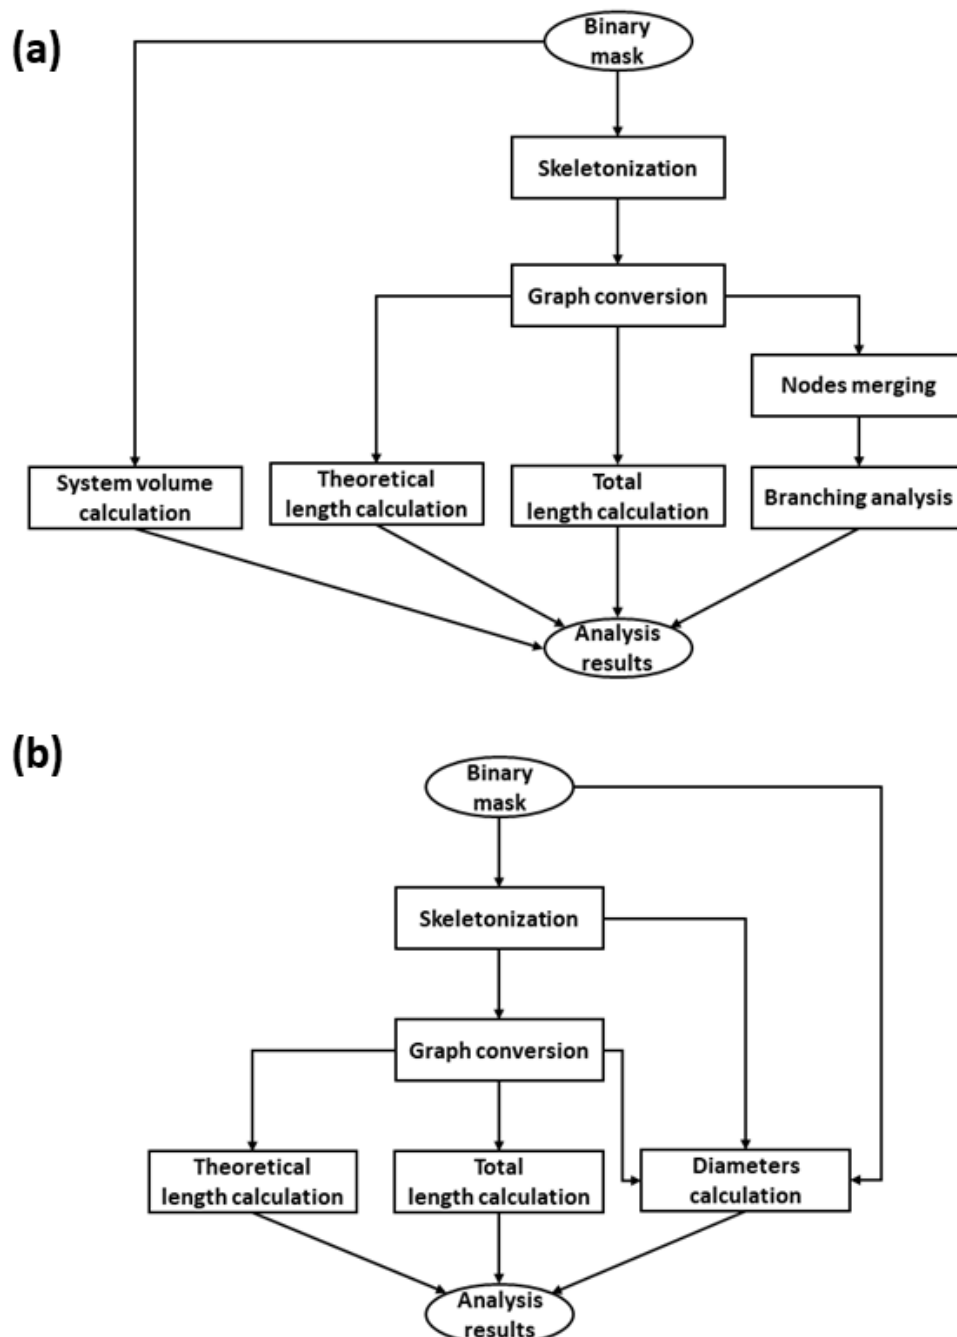 (a)
Binary
mask
Skeletonization
Graph conversion
Nodes merging
System volume
calculation
Theoretical
length calculation
Total
length calculation
Branching analysis
Analysis
results
(b)
Binary
mask
Skeletonization
Graph conversion
Theoretical
length calculation
Total
length calculation
Diameters
calculation
Analysis
results